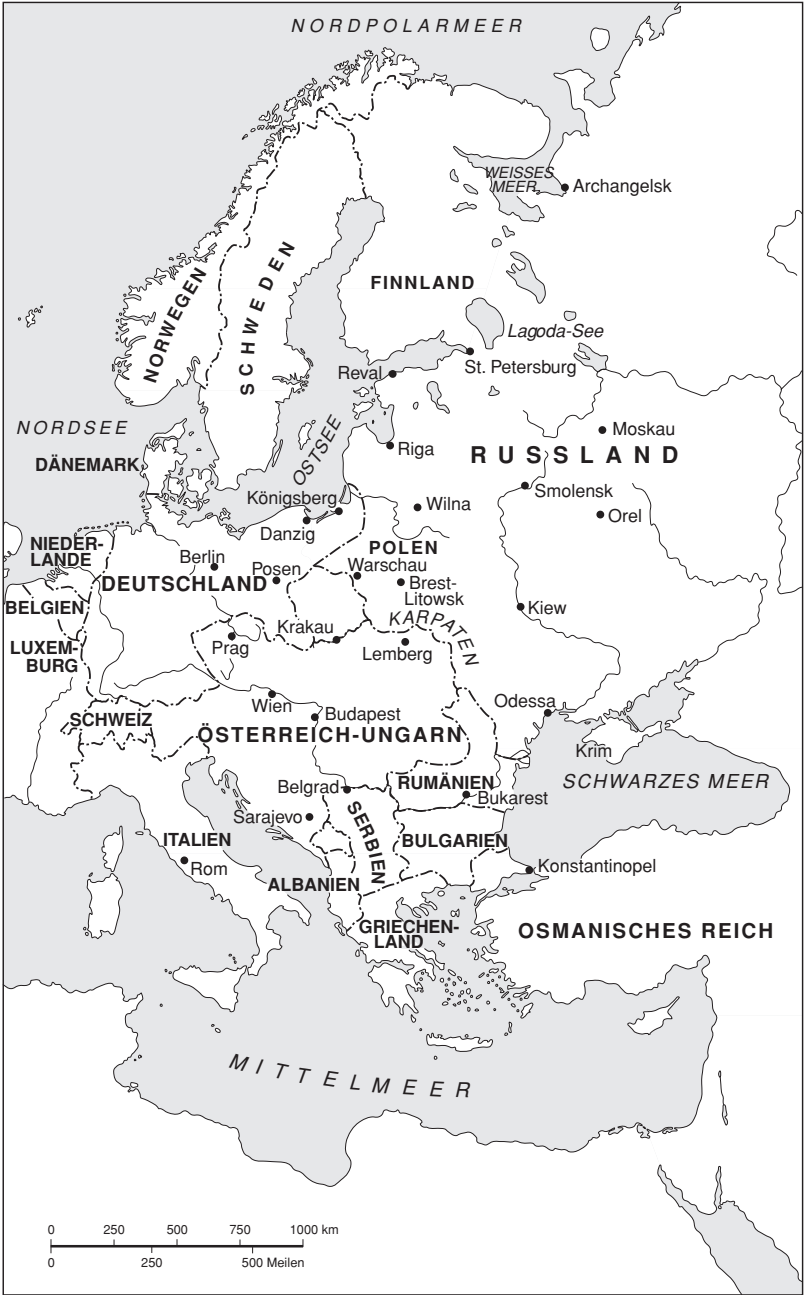 NORDPOLARMEER
WEISSES
MEER
Archangelsk
FINNLAND
NORWEGEN
SCHWEDEN
Lagoda-See
St. Petersburg
Reval
NORDSEE
OSTSEE
Moskau
RUSSLAND
Riga
DÄNEMARK
Smolensk
Königsberg
Wilna
Orel
Danzig
NIEDER-
LANDE
POLEN
Berlin
Posen
Warschau
DEUTSCHLAND
Brest-
Litowsk
BELGIEN
Kiew
KARPATEN
Krakau
LUXEM-
BURG
Prag
Lemberg
Odessa
Wien
SCHWEIZ
Budapest
ÖSTERREICH-UNGARN
Krim
SCHWARZES MEER
Belgrad
RUMÄNIEN
Bukarest
Sarajevo
SERBIEN
ITALIEN
BULGARIEN
Rom
Konstantinopel
ALBANIEN
GRIECHEN-
LAND
OSMANISCHES REICH
MITTELMEER
0 250 500 750 1000 km
0 250 500 Meilen